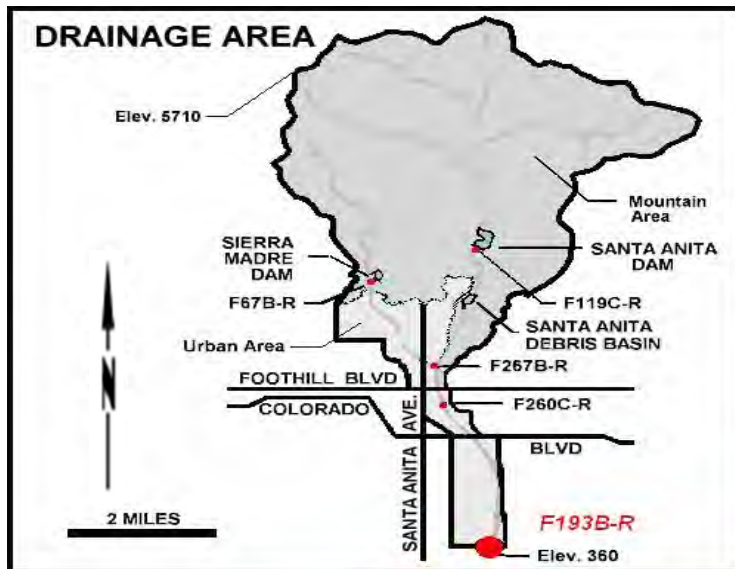 DRAINAGE AREA
Elev. 5710
Mountain
Area
SIERRA
MADRE
DAM
SANTA ANITA
DAM
F67B-R
F119C-R
SANTA ANITA
DEBRIS BASIN
Urban Area
F267B-R
FOOTHILL BLVD
COLORADO
F260C-R
BLVD
SANTA ANITA AVE.
N
2 MILES
F193B-R
Elev. 360